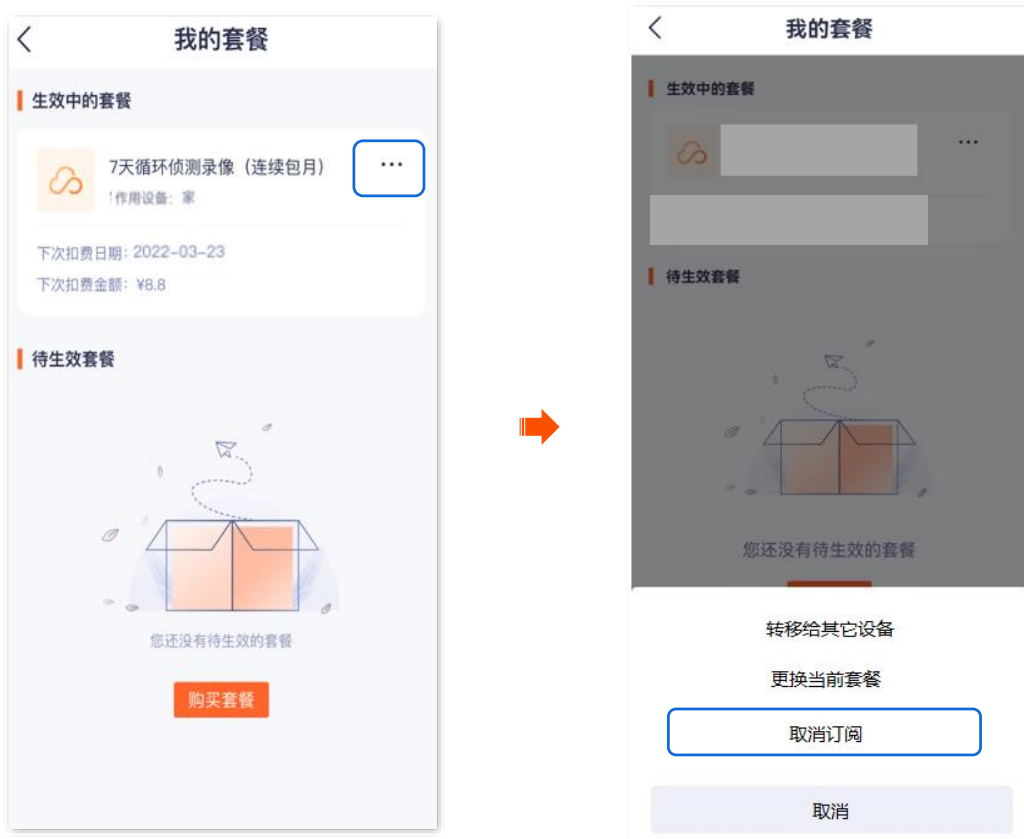 我的套餐
生效中的套餐
7天循环侦测录像（连续包月）
作用设备：家
下次扣费日期：2022-03-23
下次扣费金额：¥8.8
待生效套餐
您还没有待生效的套餐
购买套餐
我的套餐
生效中的套餐
待生效套餐
您还没有待生效的套餐
转移给其它设备
更换当前套餐
取消订阅
取消